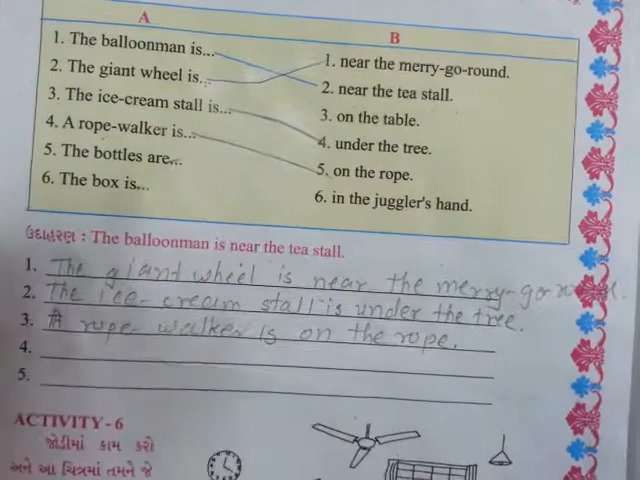 A
B
1. The balloonman is...
1. near the merry-go-round.
2. The giant wheel is...
2. near the tea stall.
3. The ice-cream stall is...
3. on the table.
4. A rope-walker is...
4. under the tree.
5. The bottles are...
5. on the rope.
6. The box is...
6. in the juggler's hand.
ઉદાહરણ : The balloonman is near the tea stall.
1. The giant wheel is near the merry-go
2. The ice-cream stall is under the tree.
3. A rope-walker is on the rope.
4.
5.
ACTIVITY-6
જોડીમાં કામ કરો
અને આ ચિત્રમાં તમને જે